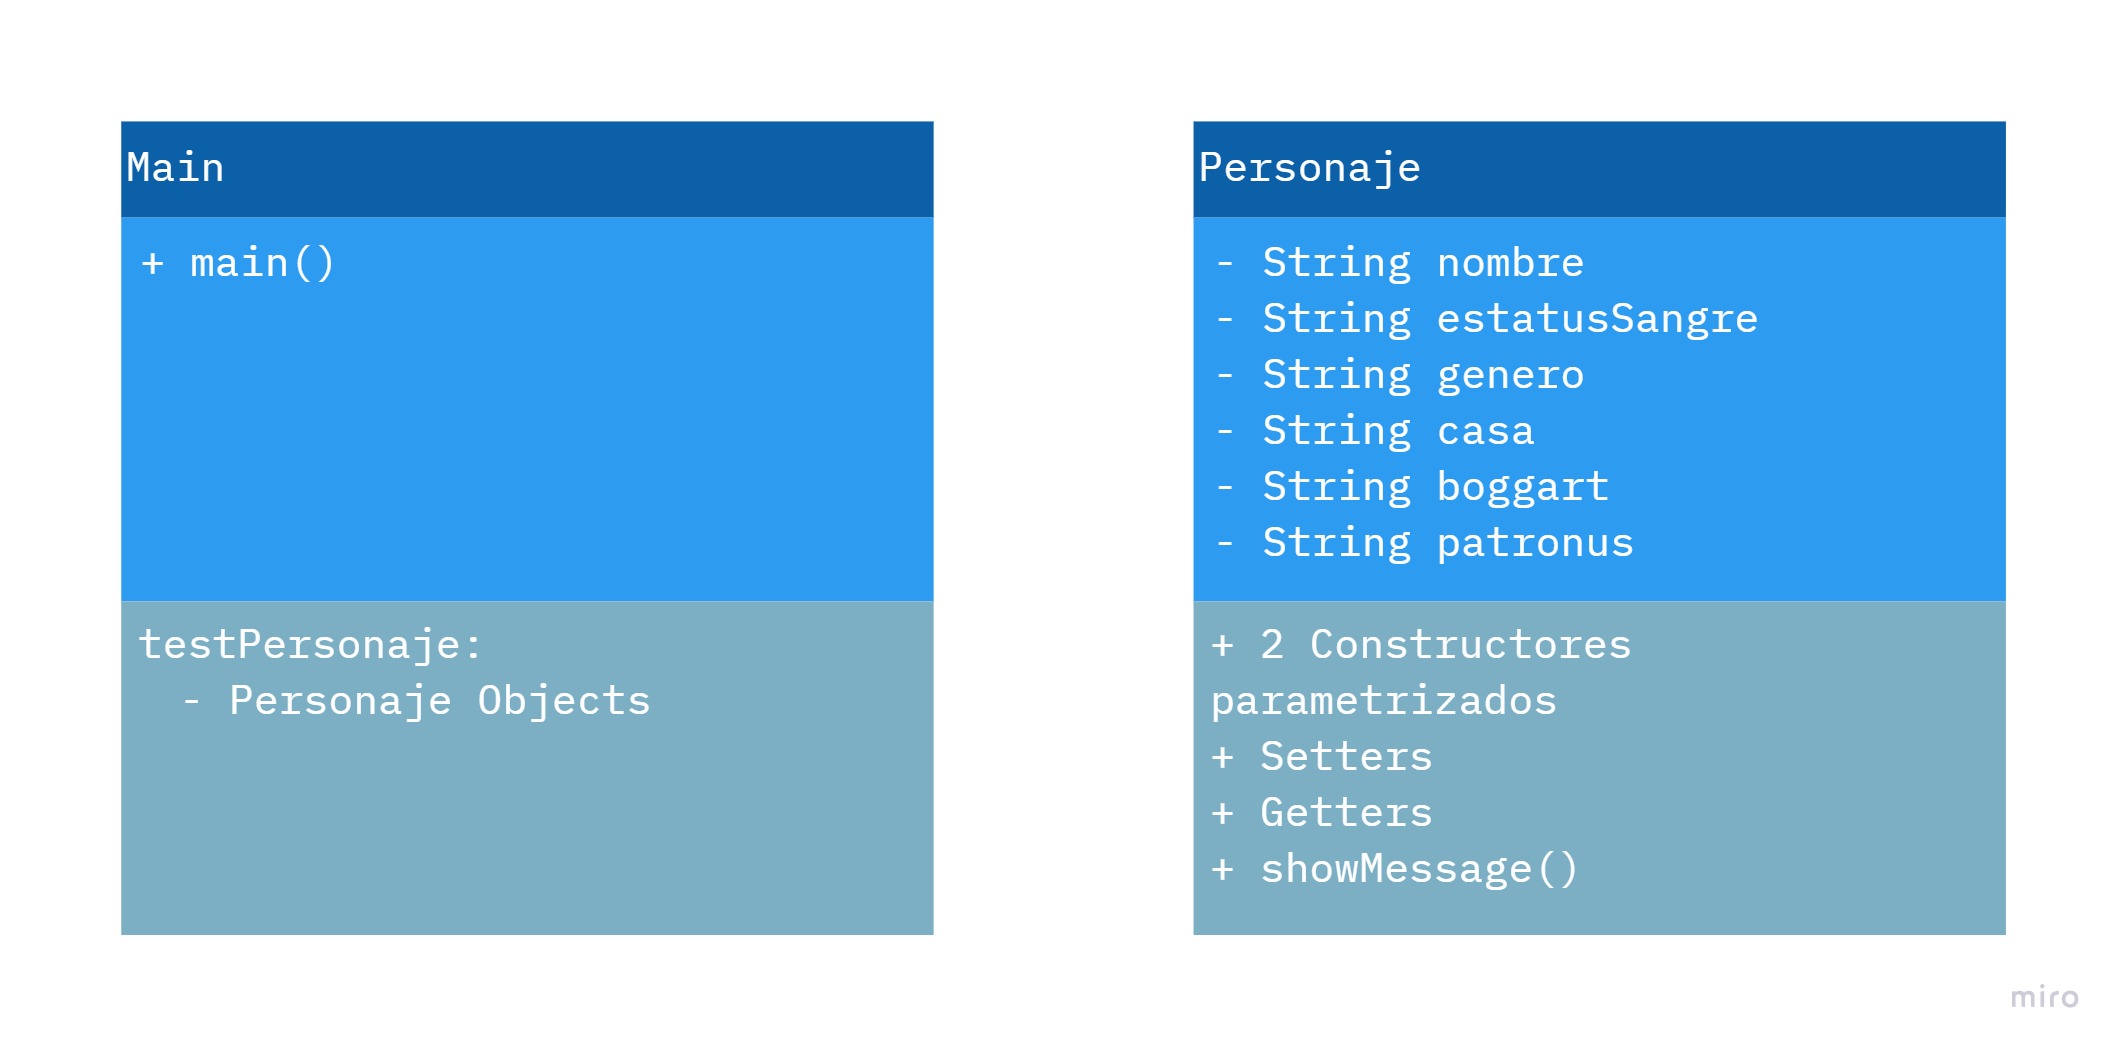 Main
+ main()
testPersonaje:
- Personaje Objects
Personaje
- String nombre
- String estatusSangre
- String genero
- String casa
- String boggart
- String patronus
+ 2 Constructores
parametrizados
+ Setters
+ Getters
+ showMessage()
miro